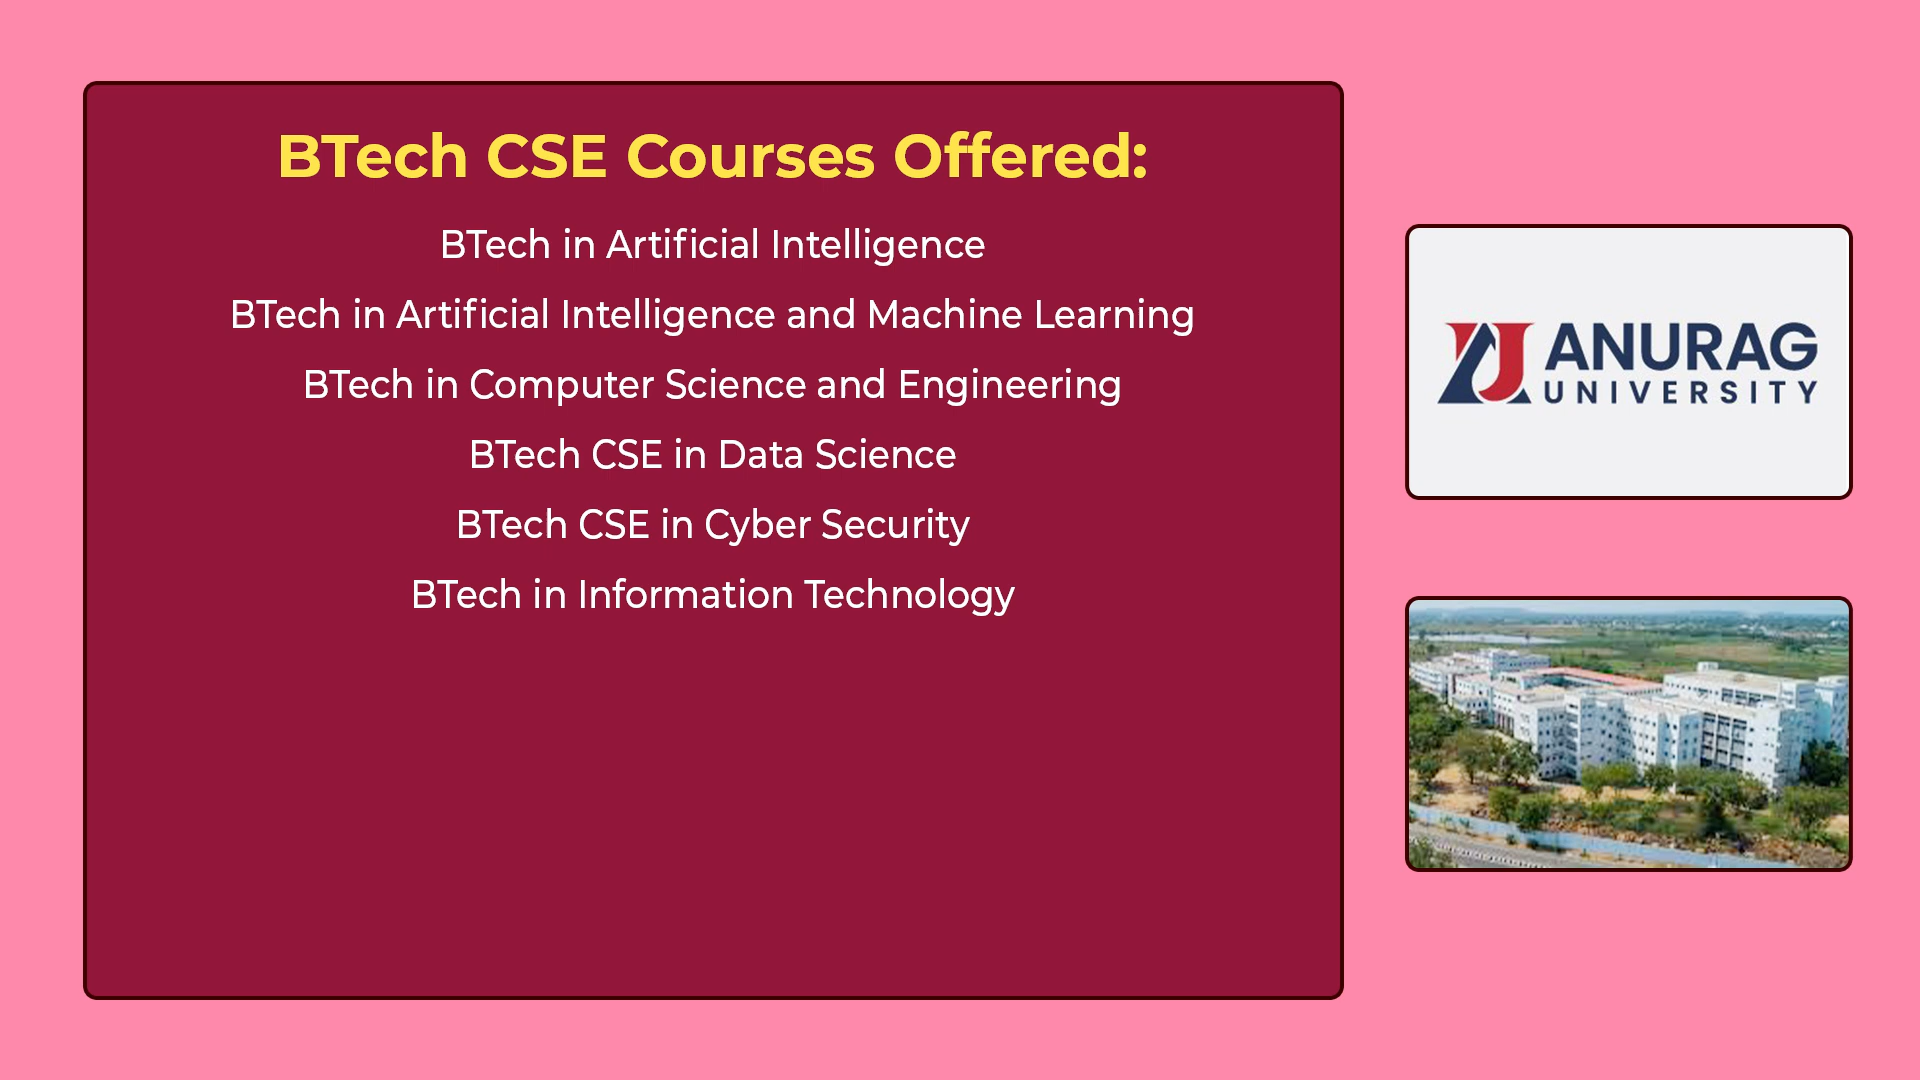 BTech CSE Courses Offered:
BTech in Artificial Intelligence
BTech in Artificial Intelligence and Machine Learning
BTech in Computer Science and Engineering
BTech CSE in Data Science
BTech CSE in Cyber Security
BTech in Information Technology
ANURAG
UNIVERSITY